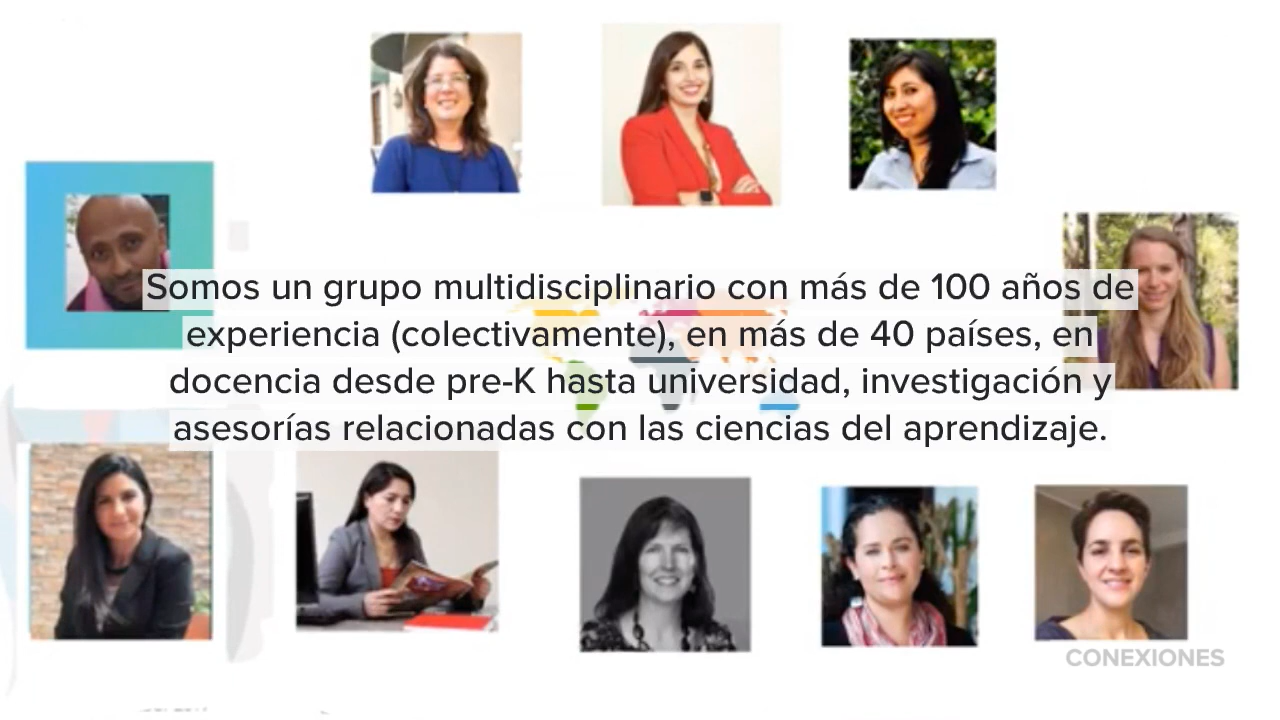 Somos un grupo multidisciplinario con más de 100 años de
experiencia (colectivamente), en más de 40 países, en
docencia desde pre-K hasta universidad, investigación y
asesorías relacionadas con las ciencias del aprendizaje.
CONEXIONES